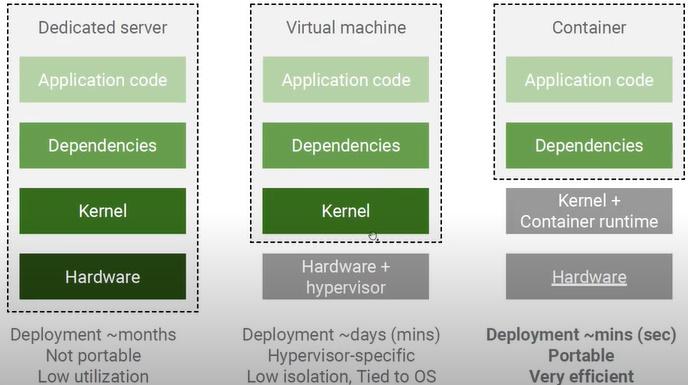 Dedicated server
Application code
Dependencies
Kernel
Hardware
Deployment ~months
Not portable
Low utilization
Virtual machine
Application code
Dependencies
Kernel
Hardware +
hypervisor
Deployment ~days (mins)
Hypervisor-specific
Low isolation, Tied to OS
Container
Application code
Dependencies
Kernel +
Container runtime
Hardware
Deployment ~mins (sec)
Portable
Very efficient